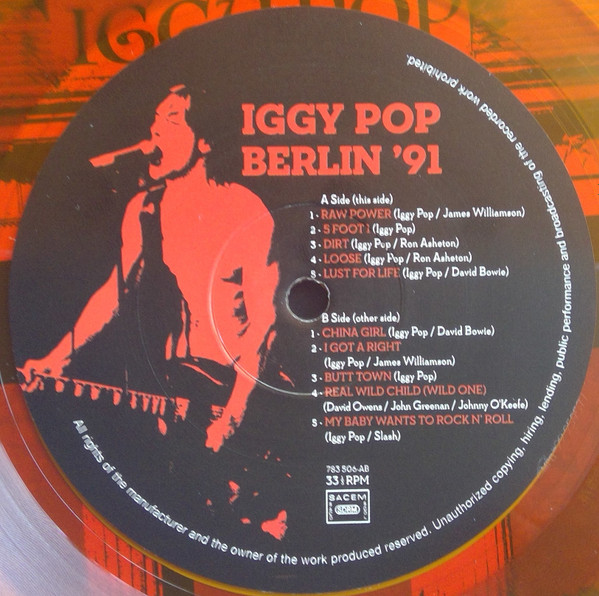 IGGY POP
IGGY POP
BERLIN '91
A Side (this side)
1 - RAW POWER (Iggy Pop / James Williamson)
2 - 5 FOOT 1 (Iggy Pop)
3 - DIRT (Iggy Pop / Ron Asheton)
4 - LOOSE (Iggy Pop / Ron Asheton)
5 - LUST FOR LIFE (Iggy Pop / David Bowie)
B Side (other side)
1 - CHINA GIRL (Iggy Pop / David Bowie)
2 - I GOT A RIGHT
(Iggy Pop / James Williamson)
3 - BUTT TOWN (Iggy Pop)
4 - REAL WILD CHILD (WILD ONE)
(David Owens / John Greenan / Johnny O'Keefe)
5 - MY BABY WANTS TO ROCK N' ROLL
(Iggy Pop / Slash)
783 806-AB
33 1/3 RPM
SACEM
SDRM
All rights of the manufacturer and the owner of the work produced reserved. Unauthorized copying, hiring, lending, public performance and broadcasting of the recorded work prohibited.